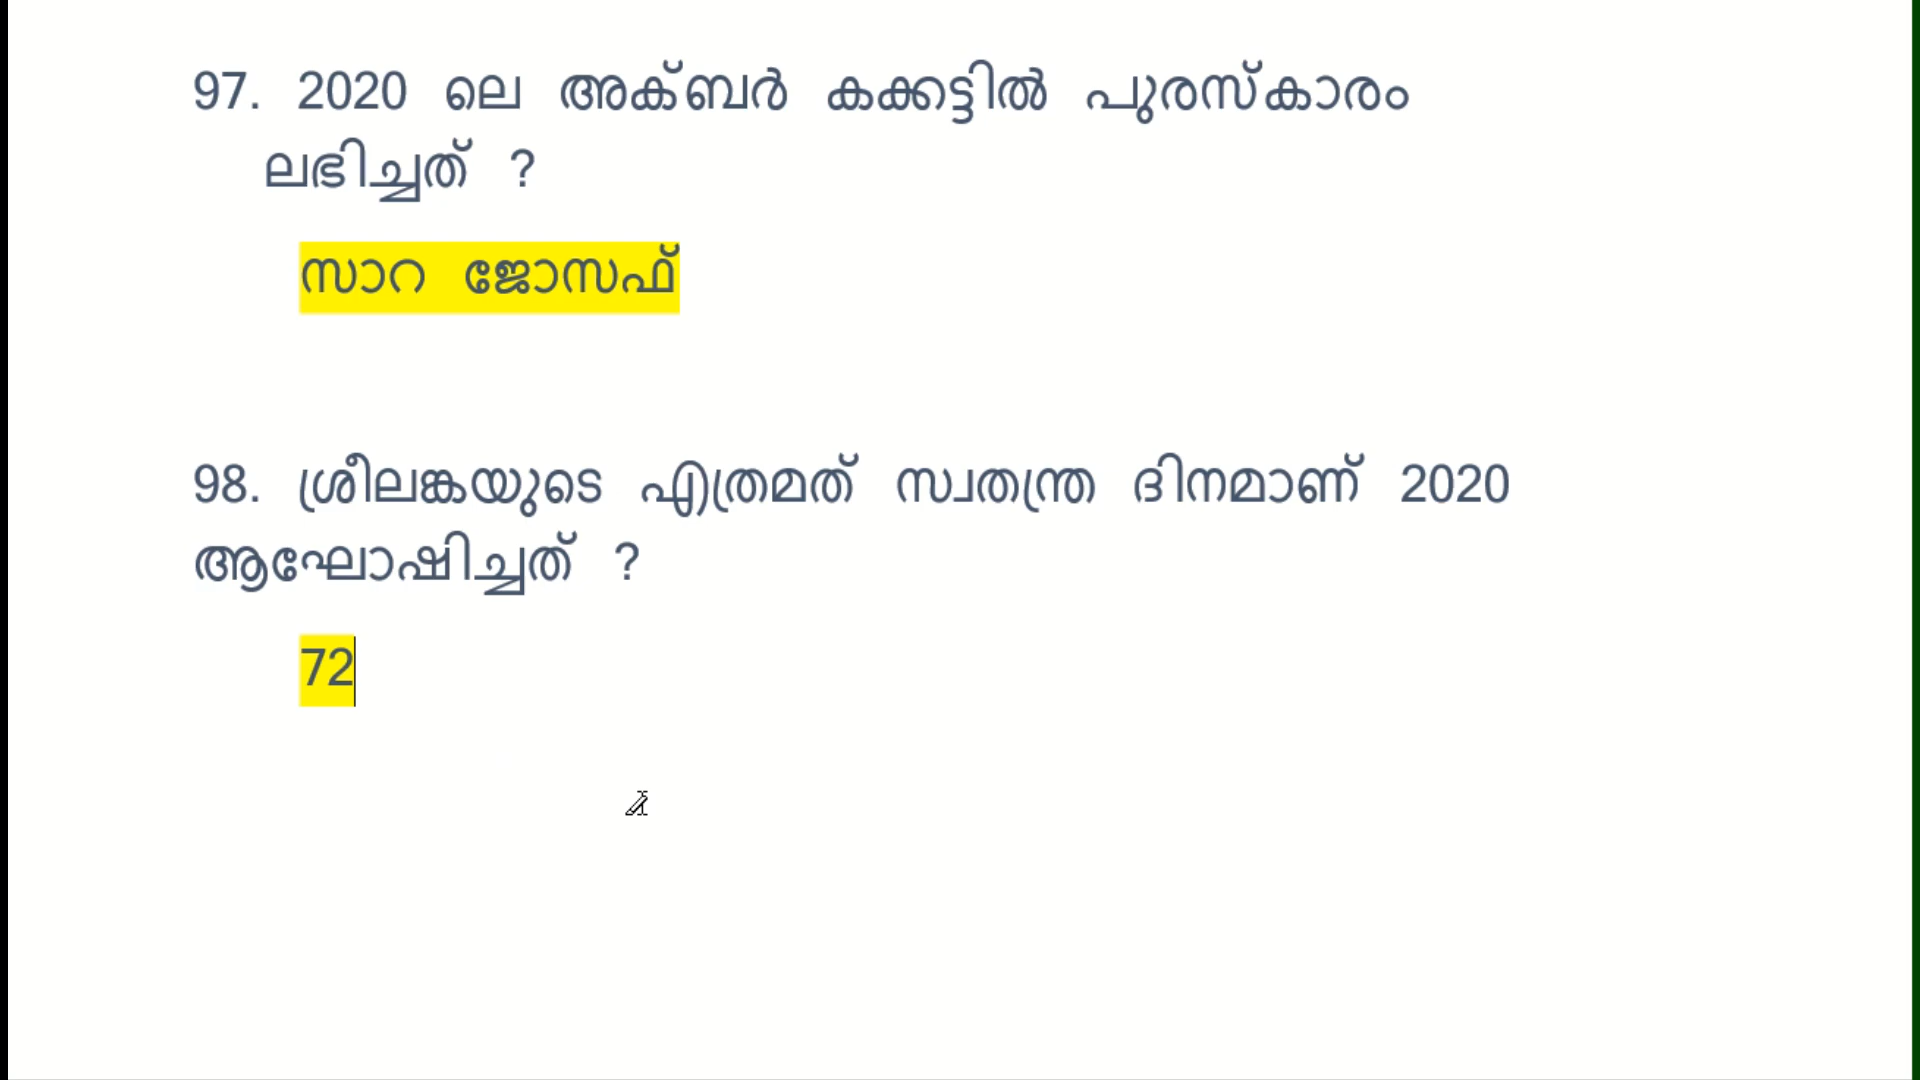 97. 2020 ലെ അക്ബർ കക്കട്ടിൽ പുരസ്കാരം
ലഭിച്ചത് ?
സാറ ജോസഫ്
98. ശ്രീലങ്കയുടെ എത്രമത് സ്വതന്ത്ര ദിനമാണ് 2020
ആഘോഷിച്ചത് ?
72